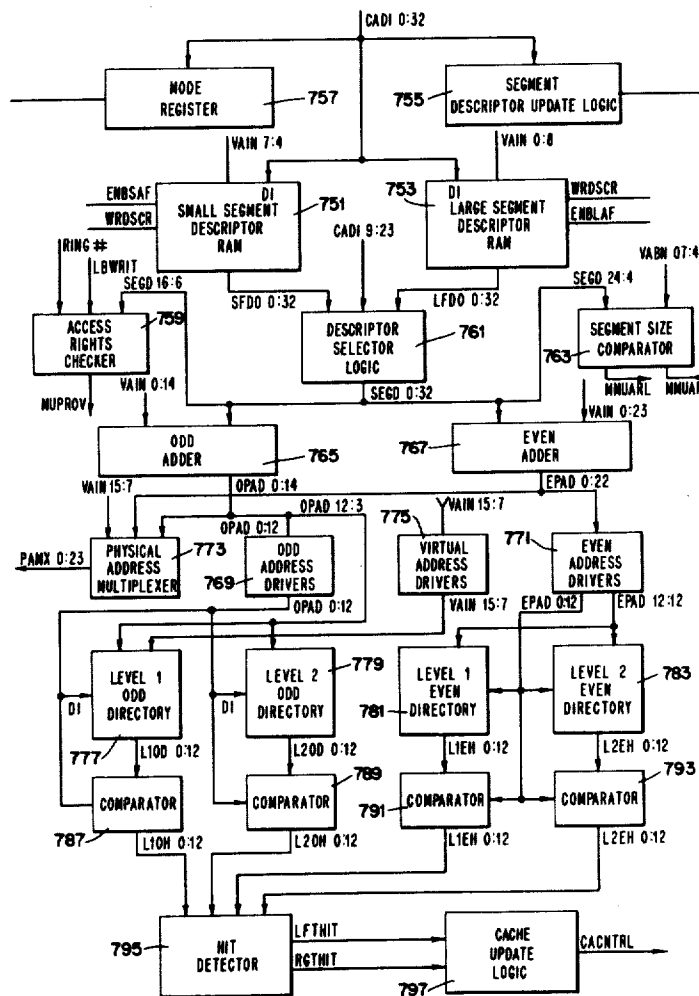 CADI 0:32
MODE
REGISTER
757
755
SEGMENT
DESCRIPTOR UPDATE LOGIC
VAIN 7:4
VAIN 0:8
ENBSAF
WRDSCR
DI
SMALL SEGMENT
DESCRIPTOR
RAM
751
753
DI
LARGE SEGMENT
DESCRIPTOR
RAM
WRDSCR
ENBLAF
RING #
LBWRIT
SEGD 16:6
CADI 9:23
SFDO 0:32
LFDO 0:32
SEGD 24:4
VABN 07:4
ACCESS
RIGHTS
CHECKER
759
DESCRIPTOR
SELECTOR
LOGIC
761
SEGMENT SIZE
COMPARATOR
763
MUPROV
VAIN 0:14
SEGD 0:32
MMUARL
MMUAR
VAIN 0:23
ODD
ADDER
765
767
EVEN
ADDER
VAIN 15:7
OPAD 0:14
OPAD 0:12
OPAD 12:3
EPAD 0:22
775
VAIN 15:7
771
PAMX 0:23
PHYSICAL
ADDRESS
MULTIPLEXER
773
769
ODD
ADDRESS
DRIVERS
VIRTUAL
ADDRESS
DRIVERS
EVEN
ADDRESS
DRIVERS
OPAD 0:12
VAIN 15:7
EPAD 0:12
EPAD 12:12
DI
LEVEL 1
ODD
DIRECTORY
777
DI
LEVEL 2
ODD
DIRECTORY
779
LEVEL 1
EVEN
DIRECTORY
781
LEVEL 2
EVEN
DIRECTORY
783
L1OD 0:12
L2OD 0:12
L1EH 0:12
L2EH 0:12
COMPARATOR
787
COMPARATOR
789
COMPARATOR
791
COMPARATOR
793
L1OH 0:12
L2OH 0:12
L1EH 0:12
L2EH 0:12
795
HIT
DETECTOR
LFTHIT
RGTHIT
CACHE
UPDATE
LOGIC
797
CACNTRL